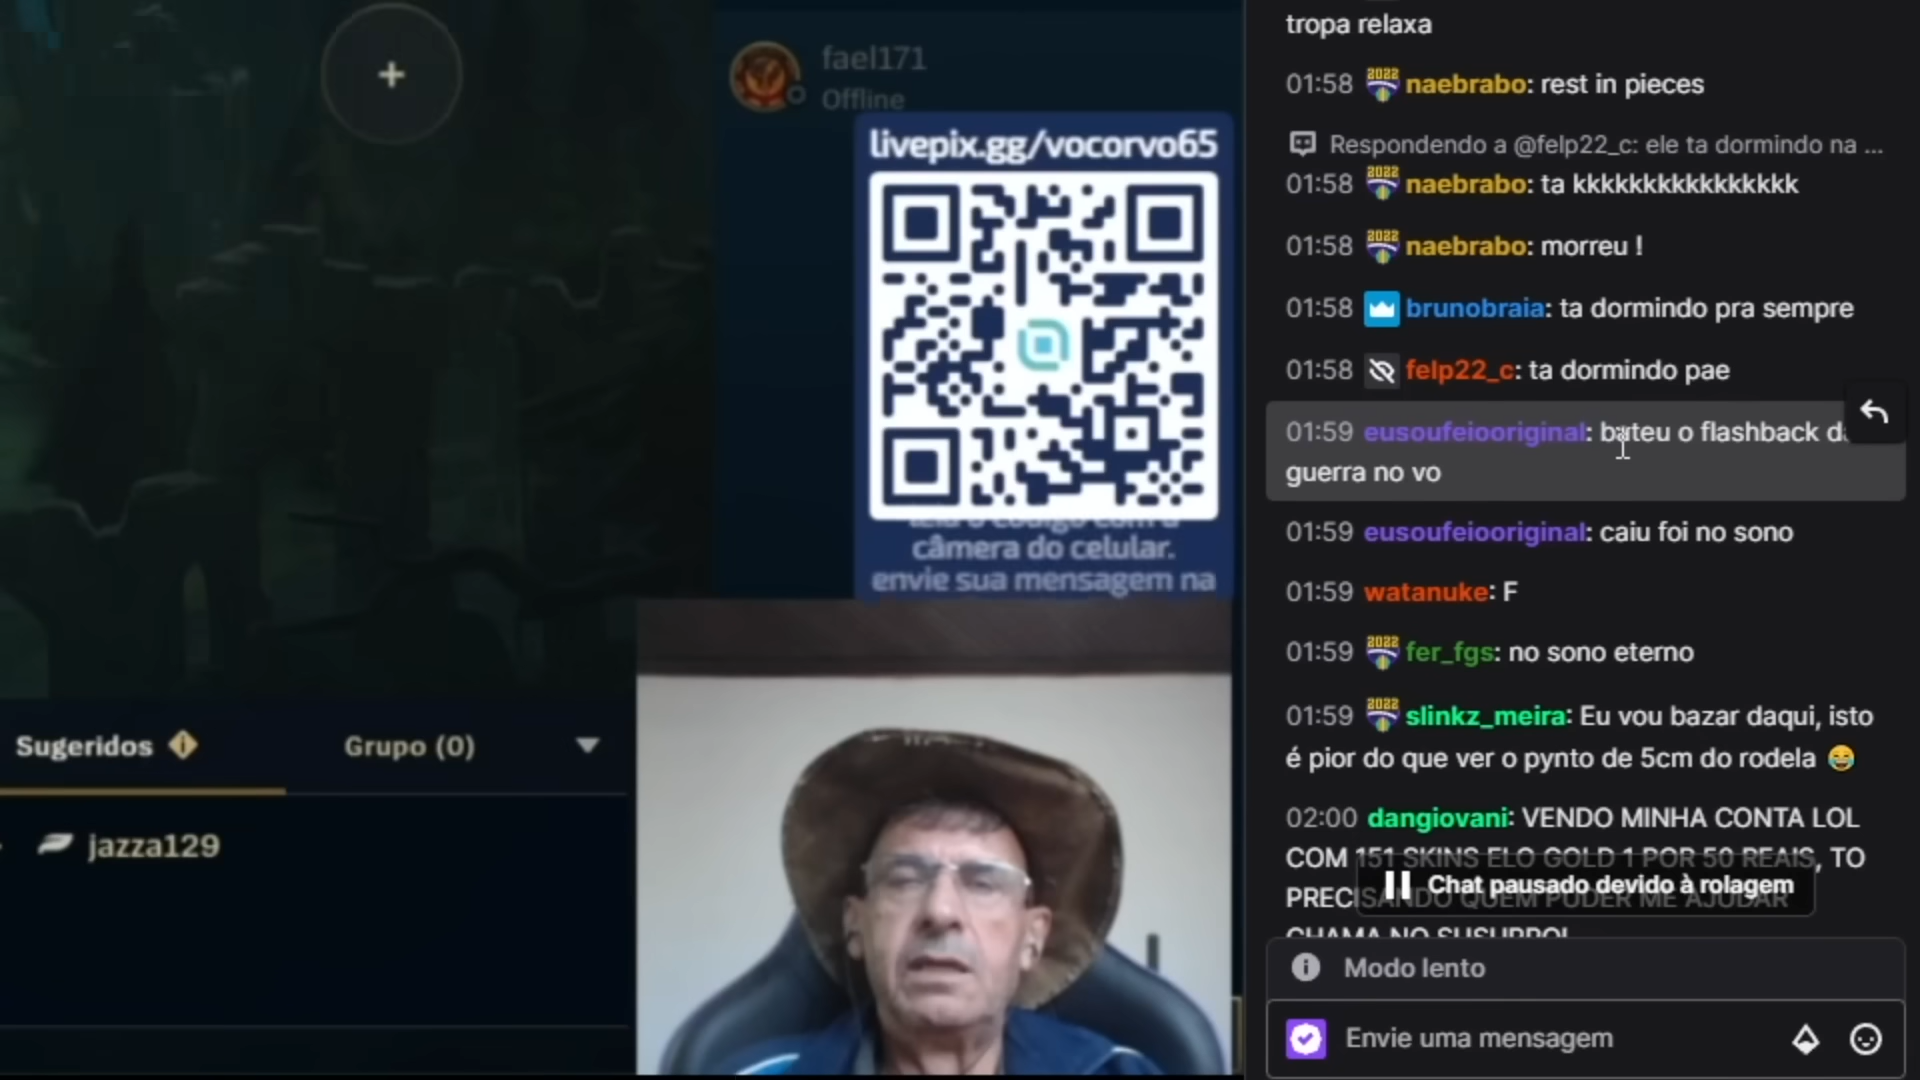 fael171
Offline
livepix.gg/vocorvo65
câmera do celular.
envie sua mensagem na
Sugeridos
Grupo (0)
jazza129
tropa relaxa
01:58 naebrabo: rest in pieces
Respondendo a @felp22_c: ele ta dormindo na ...
01:58 naebrabo: ta kkkkkkkkkkkkkkkk
01:58 naebrabo: morreu !
01:58 brunobraia: ta dormindo pra sempre
01:58 felp22_c: ta dormindo pae
01:59 eusoufeiooriginal: bateu o flashback da
guerra no vo
01:59 eusoufeiooriginal: caiu foi no sono
01:59 watanuke: F
01:59 fer_fgs: no sono eterno
01:59 slinkz_meira: Eu vou bazar daqui, isto
é pior do que ver o pynto de 5cm do rodela 😂
02:00 dangiovani: VENDO MINHA CONTA LOL
COM 151 SKINS ELO GOLD 1 POR 50 REAIS, TO
PRECISANDO QUEM PUDER ME AJUDAR
Chat pausado devido à rolagem
Modo lento
Envie uma mensagem